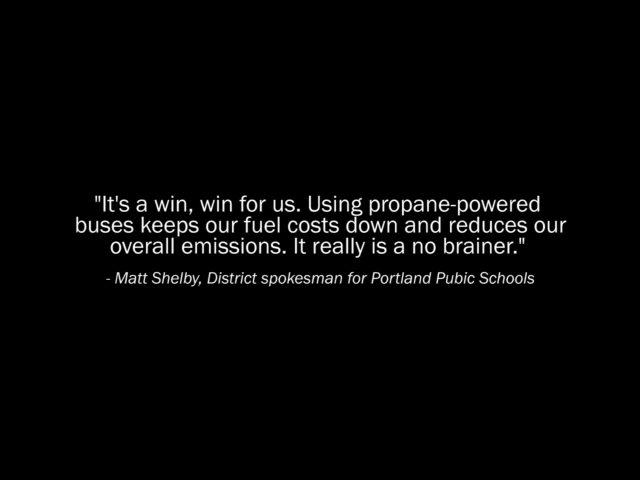 "It's a win, win for us. Using propane-powered
buses keeps our fuel costs down and reduces our
overall emissions. It really is a no brainer."
- Matt Shelby, District spokesman for Portland Pubic Schools